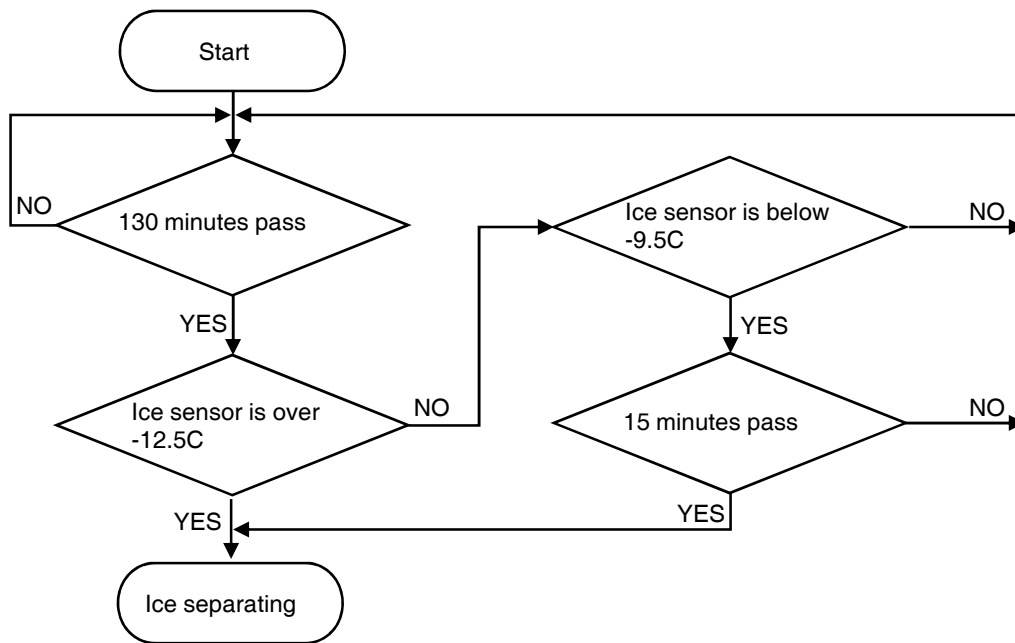 Start
NO
130 minutes pass
YES
Ice sensor is over
-12.5C
NO
YES
Ice separating
Ice sensor is below
-9.5C
NO
YES
15 minutes pass
NO
YES